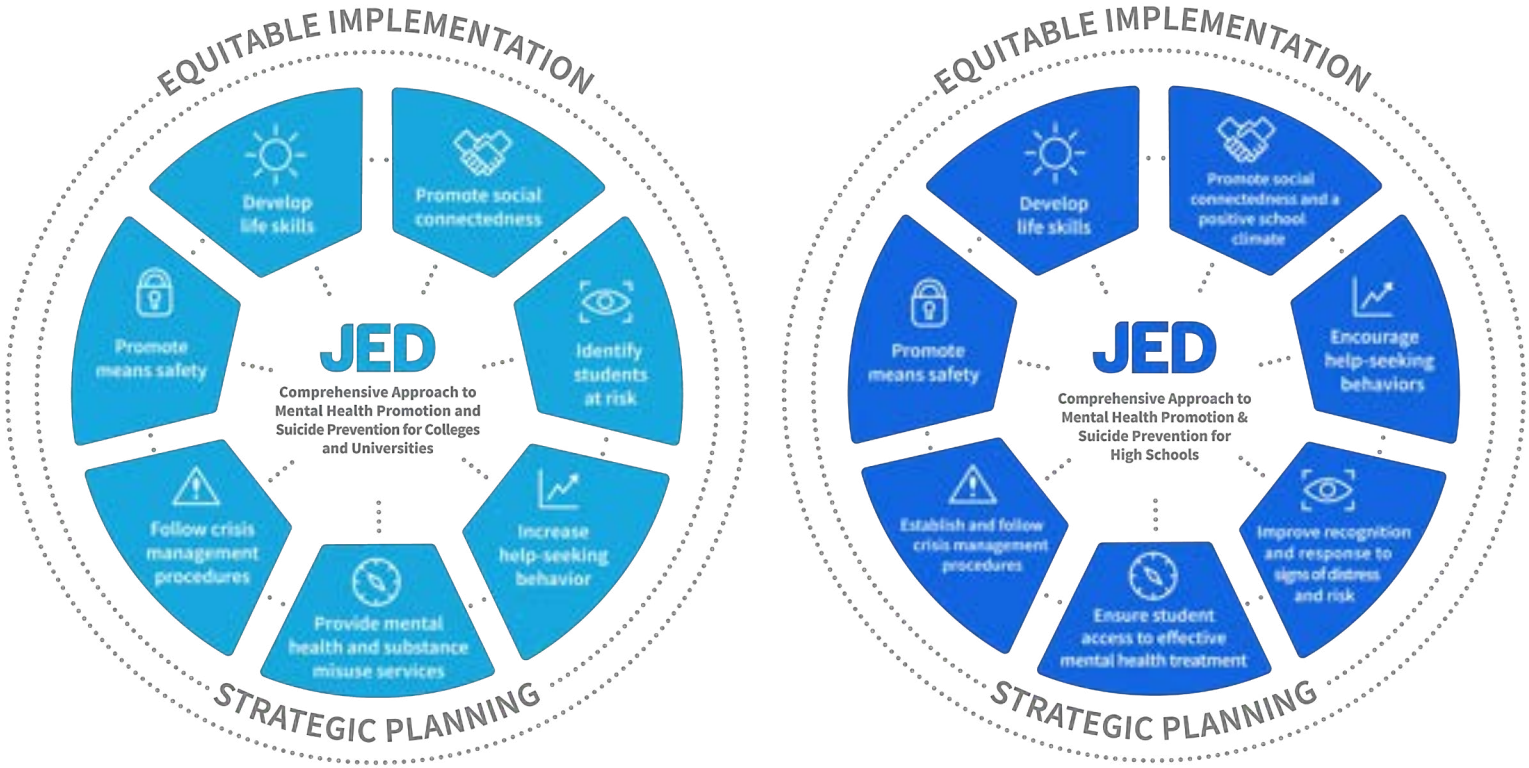 EQUITABLE IMPLEMENTATION
Develop
life skills
Promote social
connectedness
Identify
students
at risk
Increase
help-seeking
behavior
Provide mental
health and substance
misuse services
Follow crisis
management
procedures
Promote
means safety
JED
Comprehensive Approach to
Mental Health Promotion and
Suicide Prevention for Colleges
and Universities
STRATEGIC PLANNING
EQUITABLE IMPLEMENTATION
Develop
life skills
Promote social
connectedness and a
positive school
climate
Encourage
help-seeking
behaviors
Improve recognition
and response to
signs of distress
and risk
Ensure student
access to effective
mental health treatment
Establish and follow
crisis management
procedures
Promote
means safety
JED
Comprehensive Approach to
Mental Health Promotion &
Suicide Prevention for
High Schools
STRATEGIC PLANNING